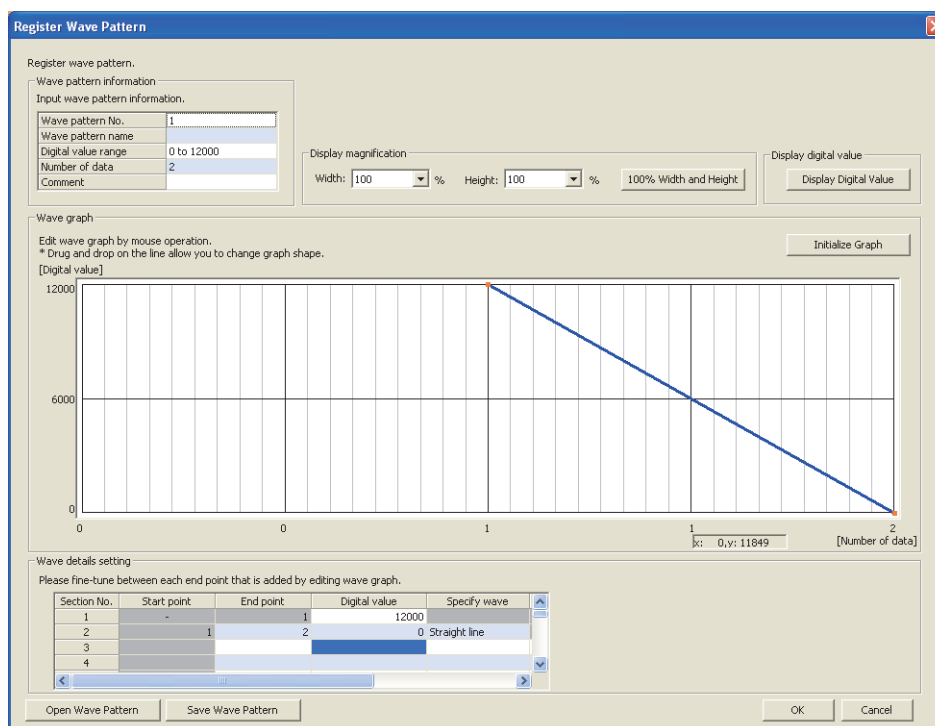 Register Wave Pattern
Register wave pattern.
Wave pattern information
Input wave pattern information.
Wave pattern No. 1
Wave pattern name
Digital value range 0 to 12000
Number of data 2
Comment
Display magnification
Width: 100 % Height: 100 % 100% Width and Height
Display digital value
Display Digital Value
Wave graph
Edit wave graph by mouse operation.
* Drug and drop on the line allow you to change graph shape.
Initialize Graph
[Digital value]
12000
6000
0
0 0 1 1 2
x: 0,y: 11849
[Number of data]
Wave details setting
Please fine-tune between each end point that is added by editing wave graph.
Section No. Start point End point Digital value Specify wave
1 - 1 12000
2 1 2 0 Straight line
3
4
Open Wave Pattern Save Wave Pattern OK Cancel